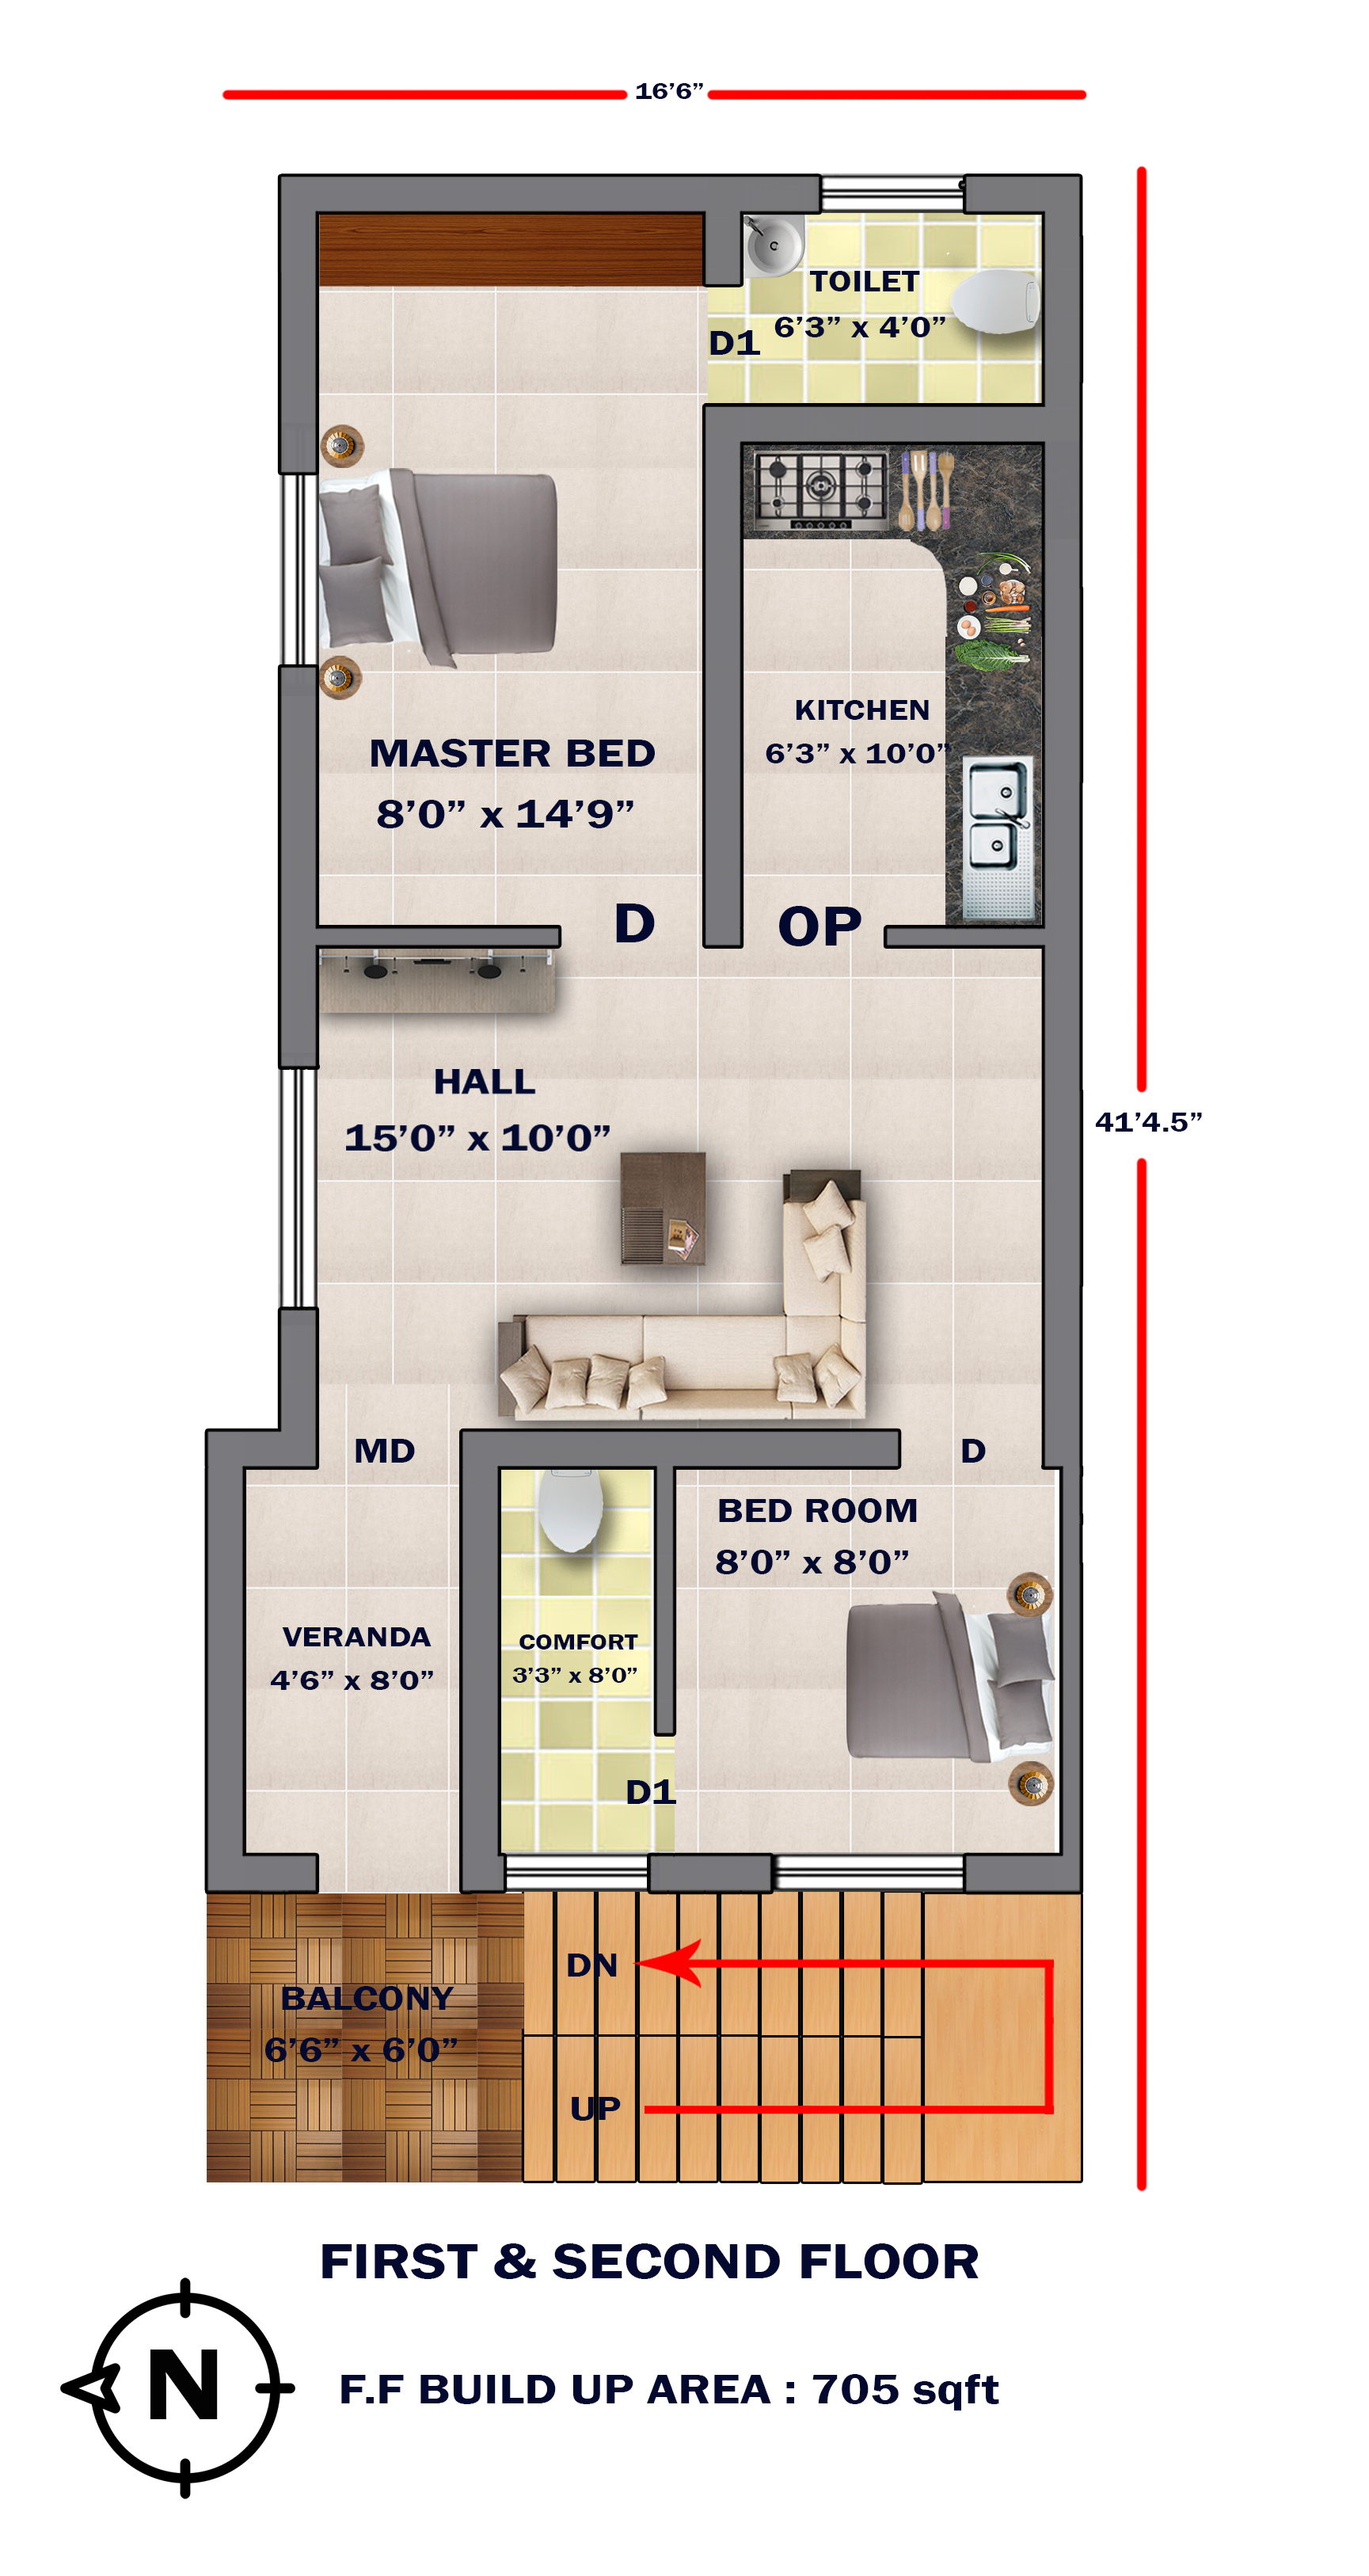 16’6”
TOILET
6’3” x 4’0”
D1
KITCHEN
6’3” x 10’0”
MASTER BED
8’0” x 14’9”
D
OP
HALL
15’0” x 10’0”
41’4.5”
MD
D
BED ROOM
8’0” x 8’0”
VERANDA
4’6” x 8’0”
COMFORT
3’3” x 8’0”
D1
DN
BALCONY
6’6” x 6’0”
UP
FIRST & SECOND FLOOR
N
F.F BUILD UP AREA : 705 sqft